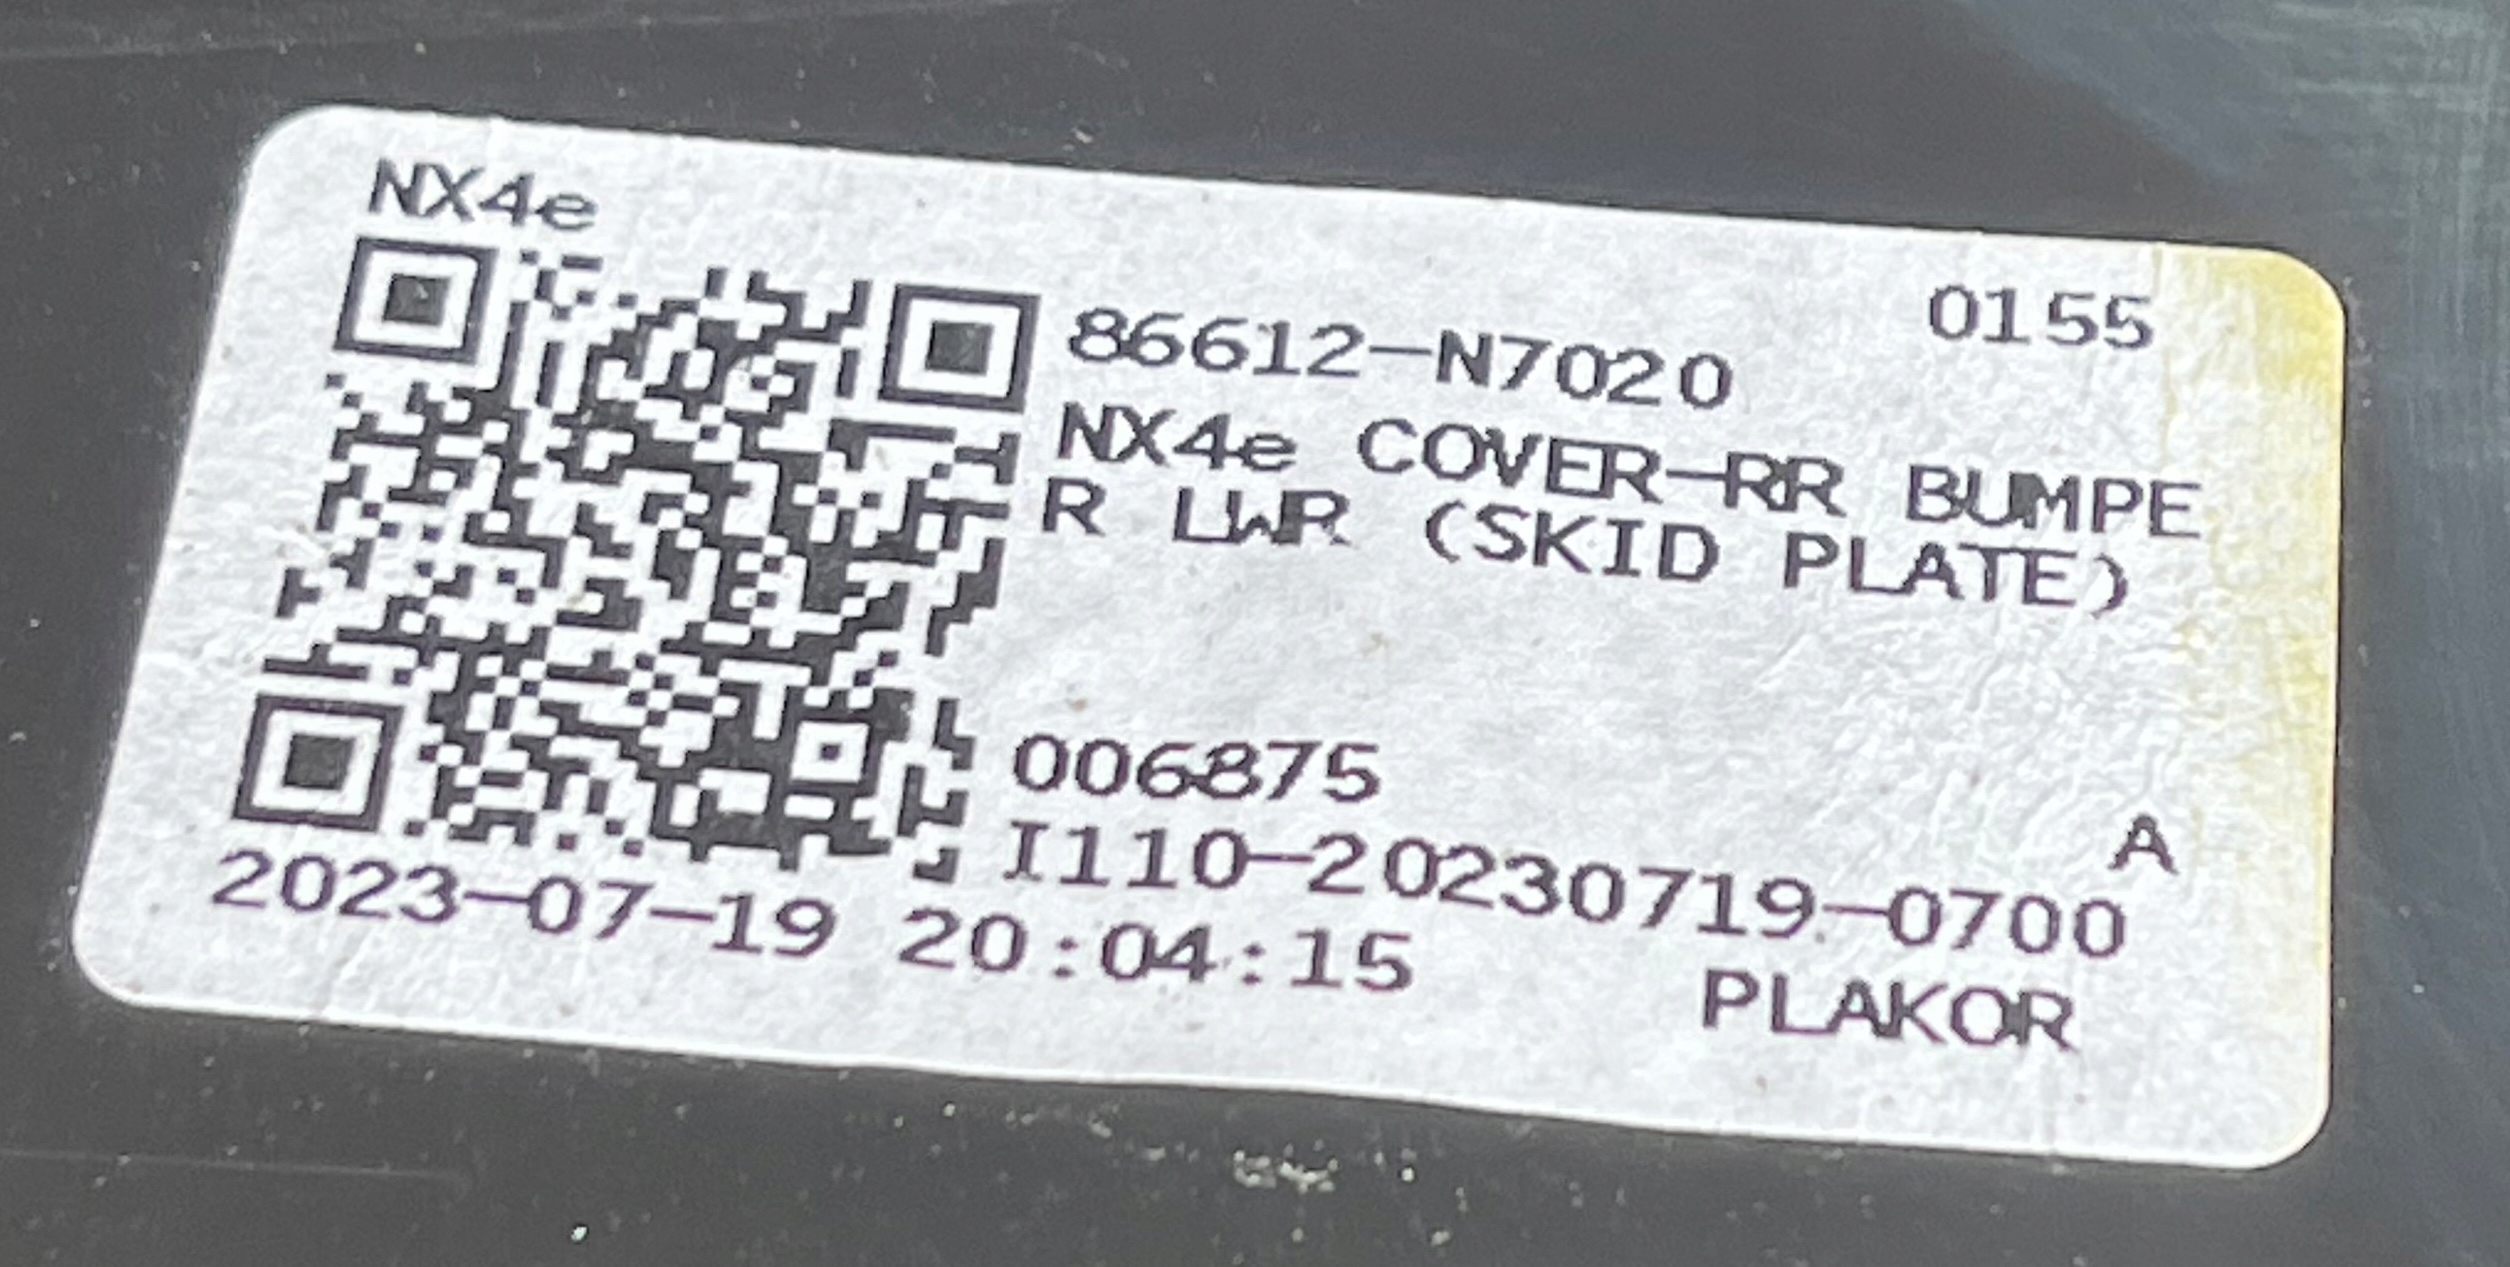 NX4e
0155
86612-N7020
NX4e COVER-RR BUMPE
R LWR (SKID PLATE)
006875
A
I110-20230719-0700
2023-07-19 20:04:15
PLAKOR